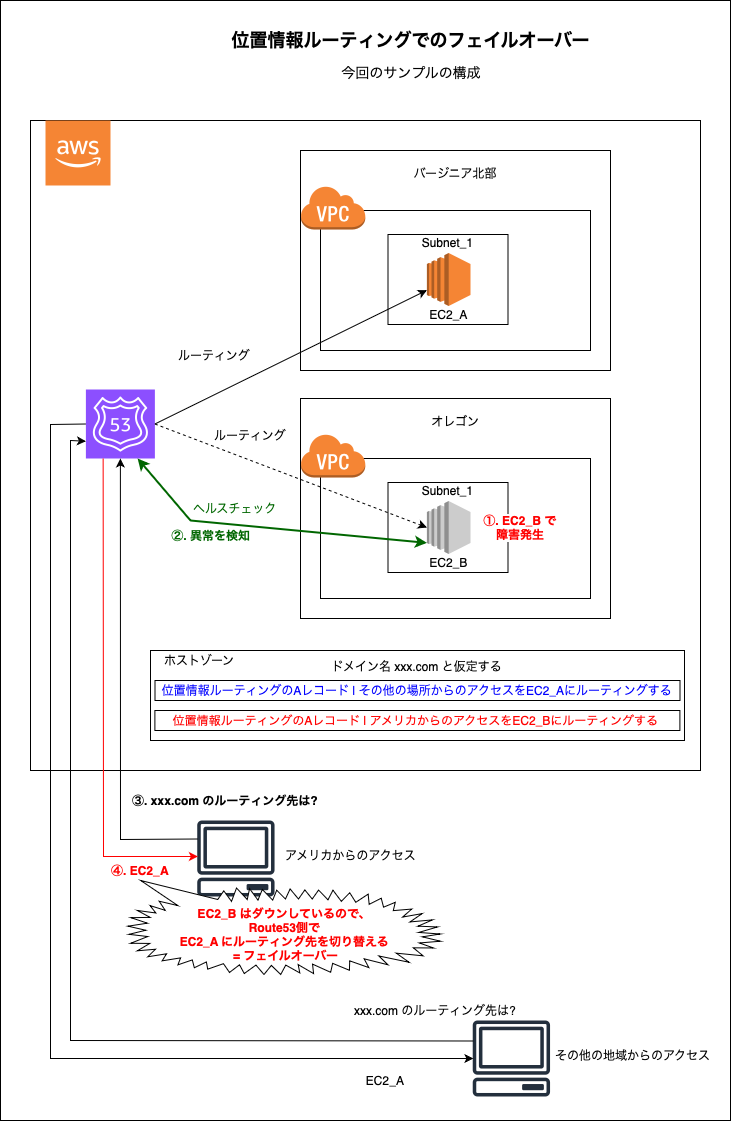 位置情報ルーティングでのフェイルオーバー
今回のサンプルの構成
aws
バージニア北部
VPC
Subnet_1
EC2_A
ルーティング
オレゴン
53
ルーティング
VPC
Subnet_1
ヘルスチェック
①. EC2_B で
障害発生
②. 異常を検知
EC2_B
ホストゾーン
ドメイン名 xxx.com と仮定する
位置情報ルーティングのAレコード | その他の場所からのアクセスをEC2_Aにルーティングする
位置情報ルーティングのAレコード | アメリカからのアクセスをEC2_Bにルーティングする
③. xxx.com のルーティング先は?
アメリカからのアクセス
④. EC2_A
EC2_B はダウンしているので、
Route53側で
EC2_A にルーティング先を切り替える
= フェイルオーバー
xxx.com のルーティング先は?
その他の地域からのアクセス
EC2_A